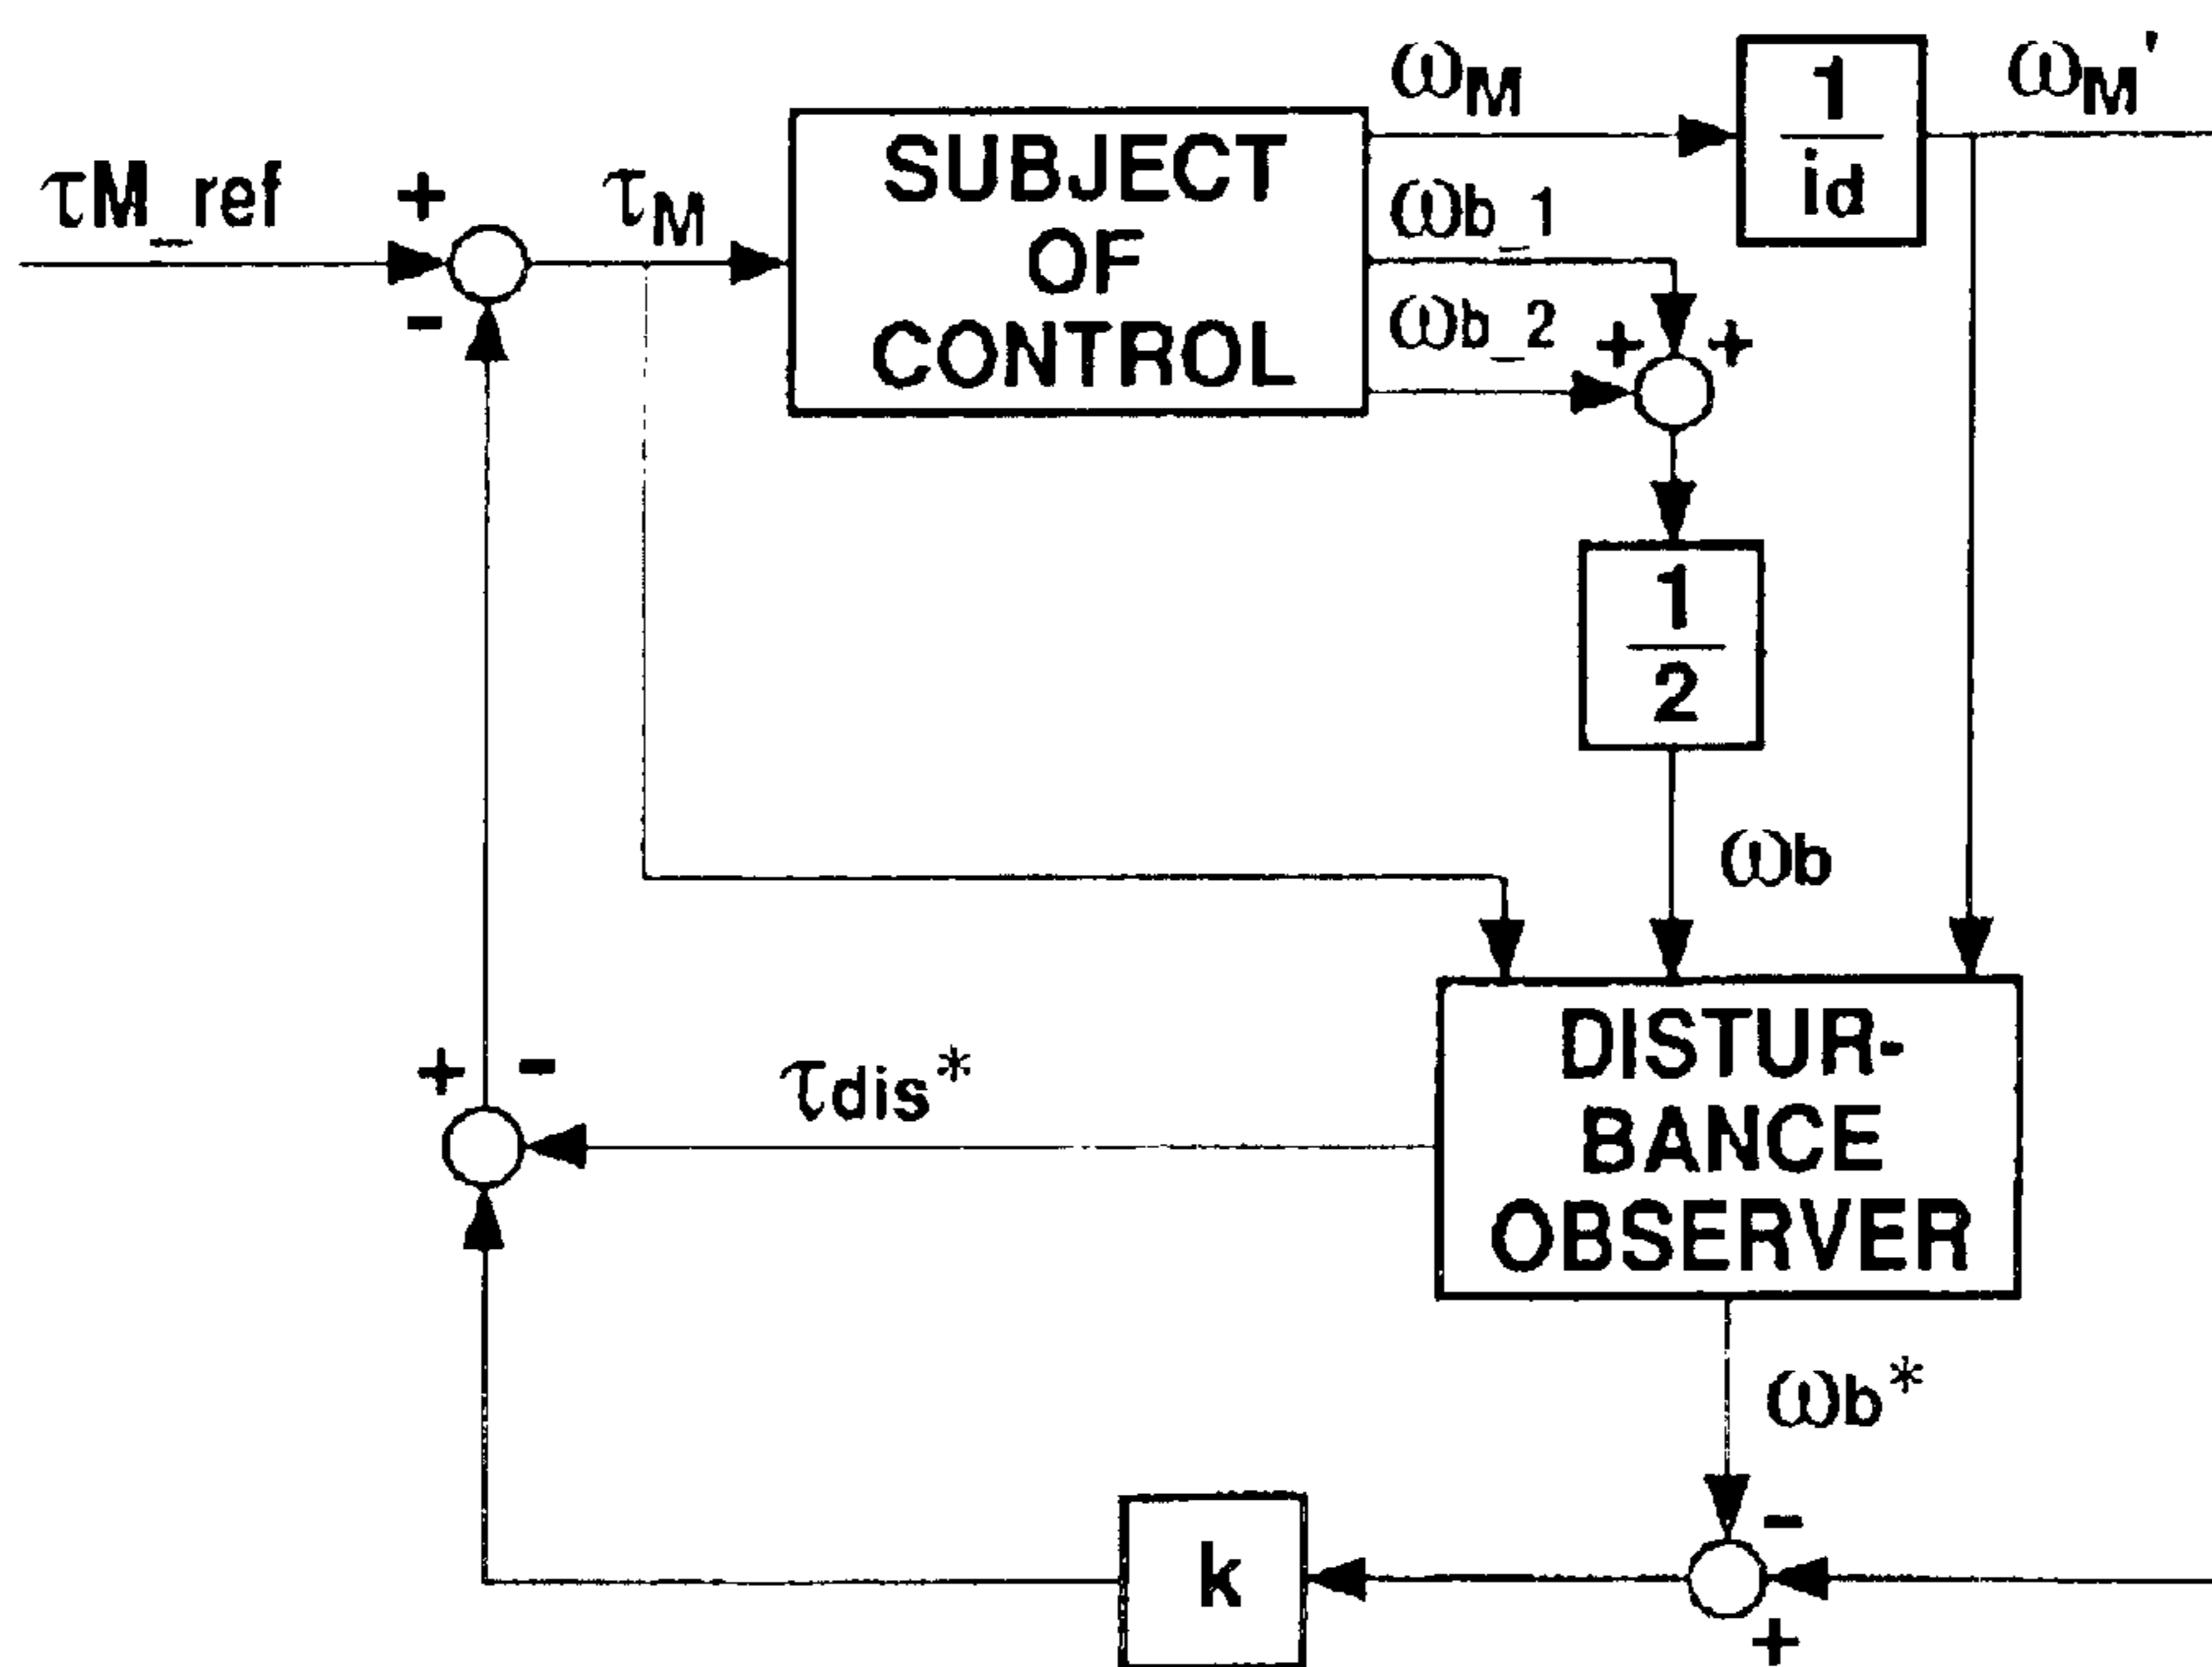 ωM
1
id
ωM'
τM_ref
+
-
τM
SUBJECT
OF
CONTROL
ωb_1
ωb_2
+
+
1
2
ωb
+
-
τdis*
DISTUR-
BANCE
OBSERVER
ωb*
-
+
k